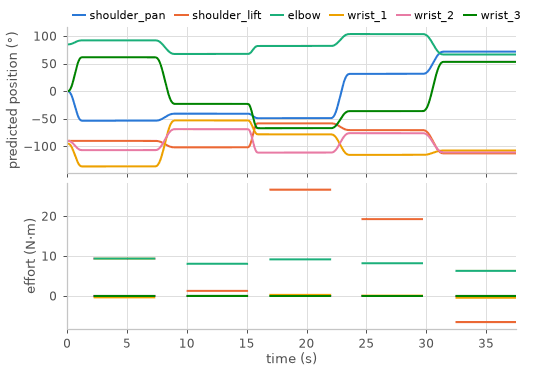 shoulder_pan shoulder_lift elbow wrist_1 wrist_2 wrist_3
predicted position (°)
100
50
0
−50
−100
effort (N·m)
20
10
0
0 5 10 15 20 25 30 35
time (s)